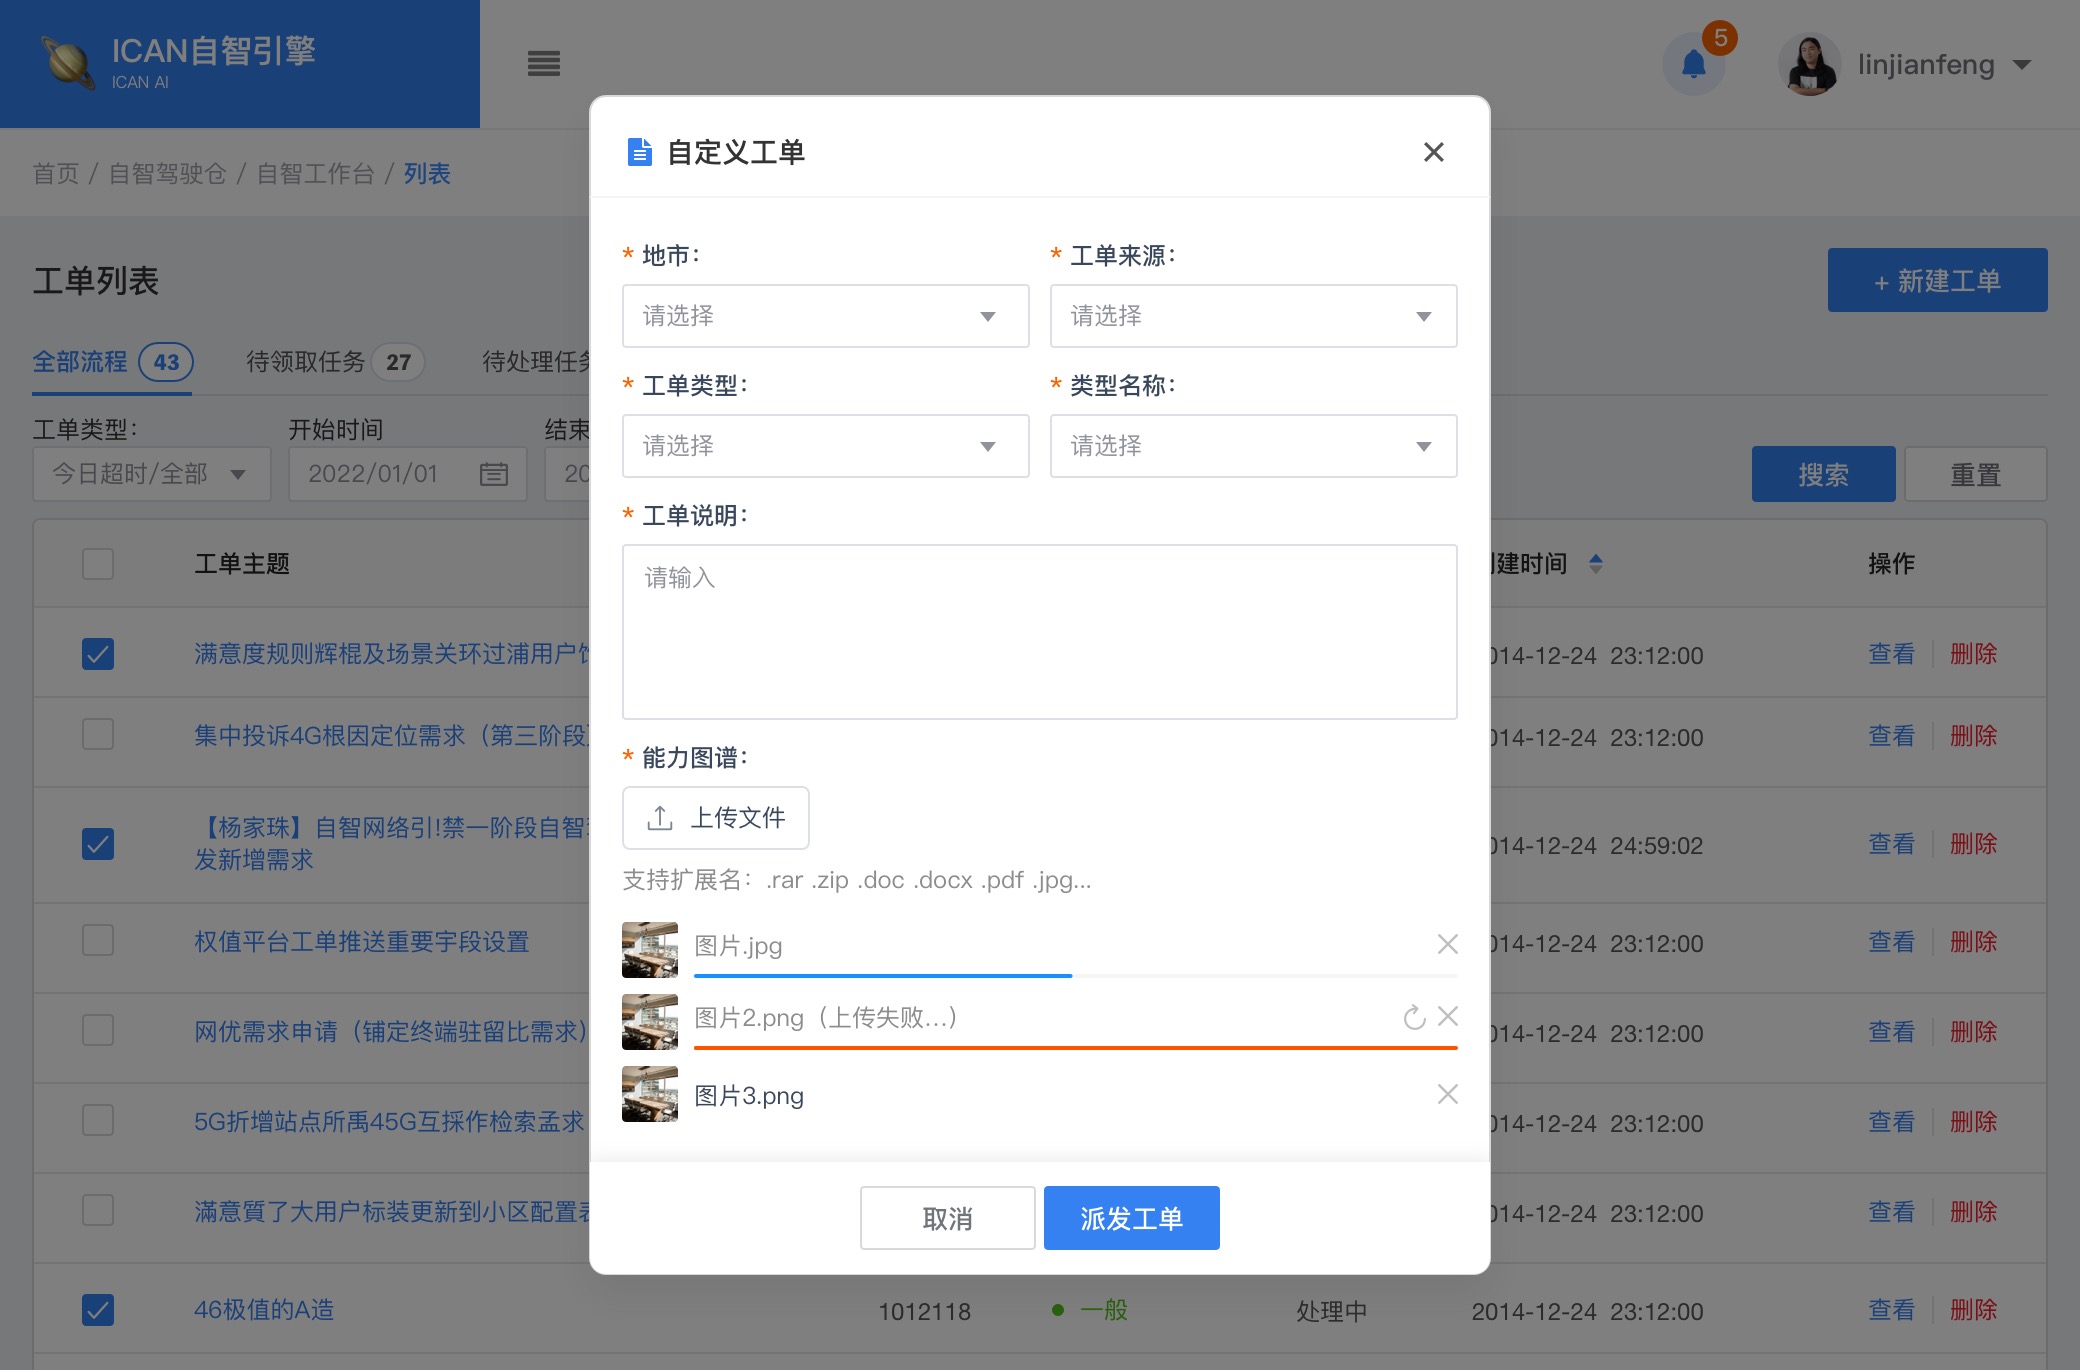 ICAN自智引擎
ICAN AI
5
linjianfeng
首页 / 自智驾驶仓 / 自智工作台 / 列表
工单列表
+ 新建工单
全部流程 43 待领取任务 27 待处理任务
工单类型： 开始时间 结束
今日超时/全部 2022/01/01 20
搜索 重置
工单主题 创建时间 操作
满意度规则辉棍及场景关环过浦用户饱 2014-12-24 23:12:00 查看 删除
集中投诉4G根因定位需求（第三阶段 014-12-24 23:12:00 查看 删除
【杨家珠】自智网络引!禁一阶段自智
发新增需求 014-12-24 24:59:02 查看 删除
权值平台工单推送重要宇段设置 014-12-24 23:12:00 查看 删除
网优需求申请（铺定终端驻留比需求） 014-12-24 23:12:00 查看 删除
5G折增站点所禹45G互採作检索孟求 014-12-24 23:12:00 查看 删除
滿意質了大用户标装更新到小区配置表 014-12-24 23:12:00 查看 删除
46极值的A造 1012118 一般 处理中 2014-12-24 23:12:00 查看 删除
自定义工单
* 地市： * 工单来源：
请选择 请选择
* 工单类型： * 类型名称：
请选择 请选择
* 工单说明：
请输入
* 能力图谱：
上传文件
支持扩展名：.rar .zip .doc .docx .pdf .jpg...
图片.jpg
图片2.png（上传失败...）
图片3.png
取消 派发工单